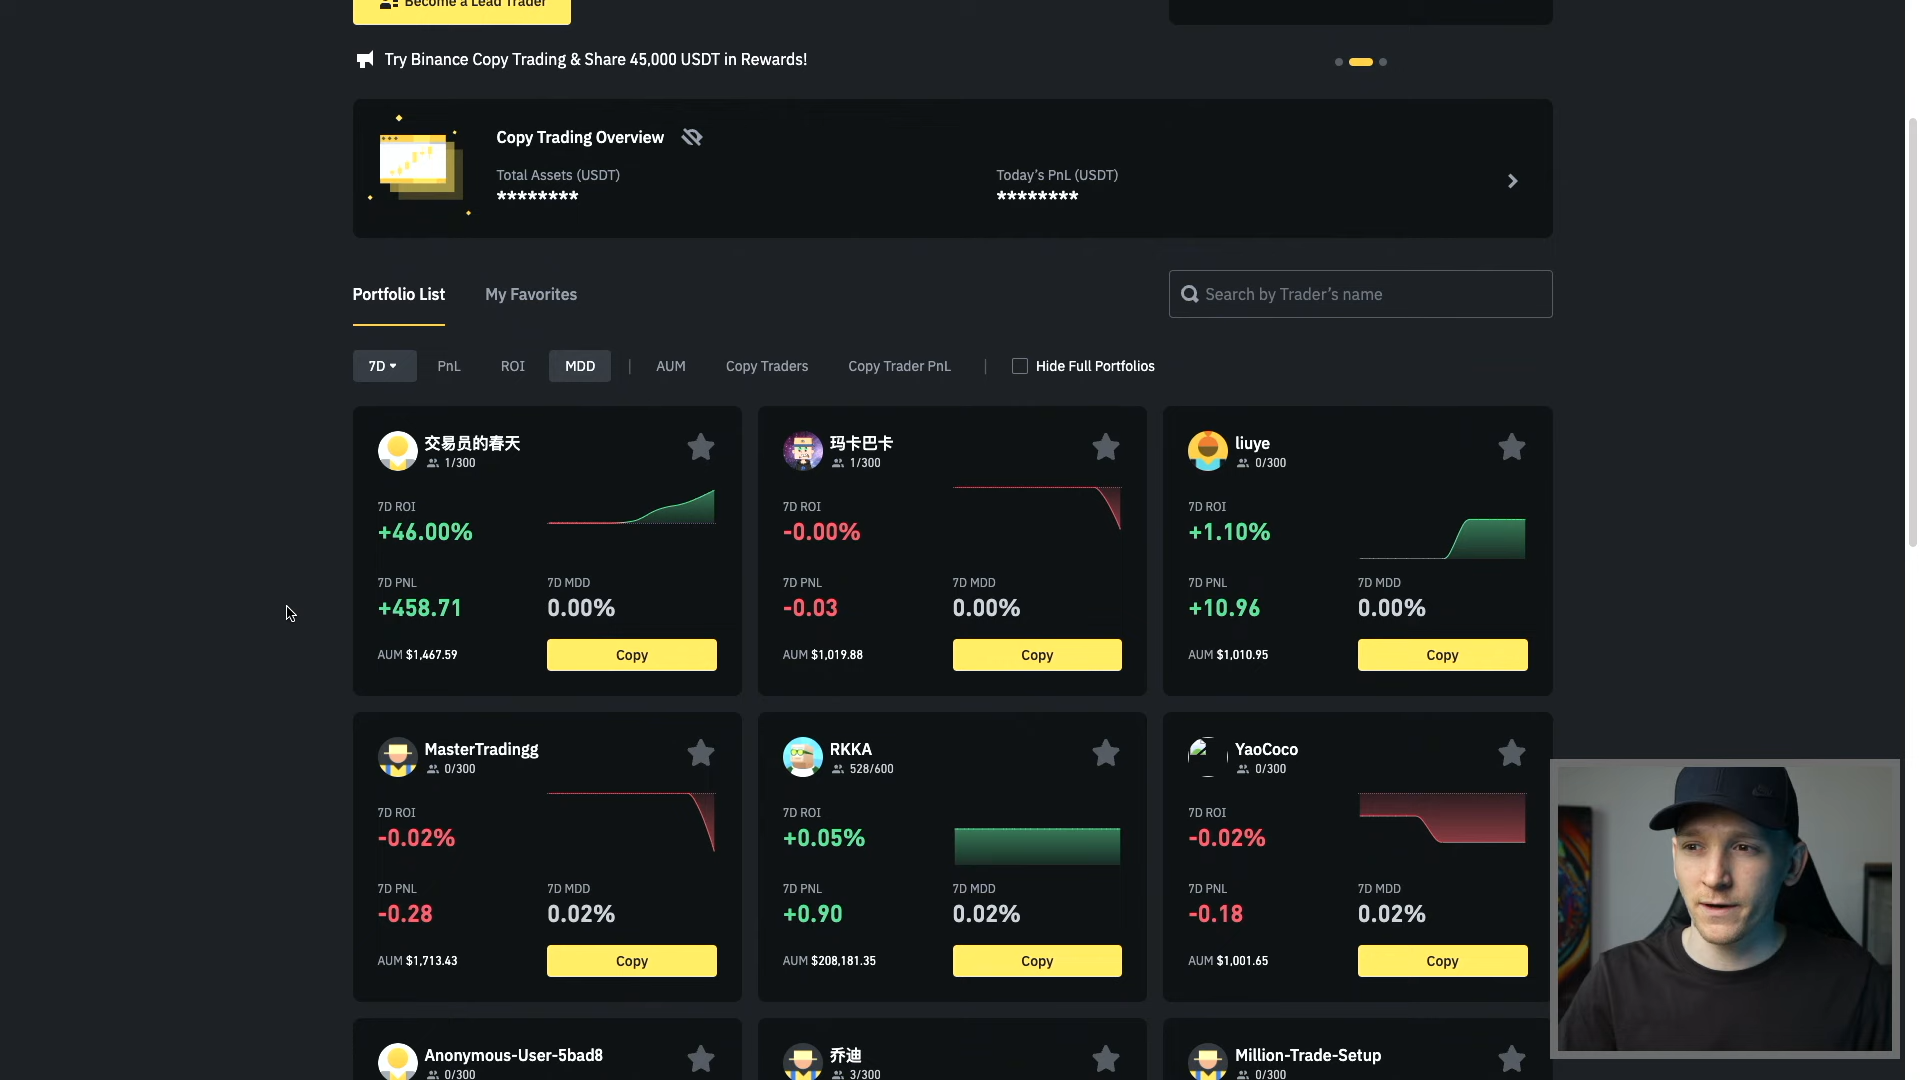 Become a Lead Trader
Try Binance Copy Trading & Share 45,000 USDT in Rewards!
Copy Trading Overview
Total Assets (USDT)
********
Today's PnL (USDT)
********
Portfolio List
My Favorites
Search by Trader's name
7D
PnL
ROI
MDD
|
AUM
Copy Traders
Copy Trader PnL
|
Hide Full Portfolios
交易员的春天
1/300
7D ROI
+46.00%
7D PNL
+458.71
7D MDD
0.00%
AUM $1,467.59
Copy
玛卡巴卡
1/300
7D ROI
-0.00%
7D PNL
-0.03
7D MDD
0.00%
AUM $1,019.88
Copy
liuye
0/300
7D ROI
+1.10%
7D PNL
+10.96
7D MDD
0.00%
AUM $1,010.95
Copy
MasterTradingg
0/300
7D ROI
-0.02%
7D PNL
-0.28
7D MDD
0.02%
AUM $1,713.43
Copy
RKKA
528/600
7D ROI
+0.05%
7D PNL
+0.90
7D MDD
0.02%
AUM $208,181.35
Copy
YaoCoco
0/300
7D ROI
-0.02%
7D PNL
-0.18
7D MDD
0.02%
AUM $1,001.65
Copy
Anonymous-User-5bad8
0/300
乔迪
3/300
Million-Trade-Setup
0/300